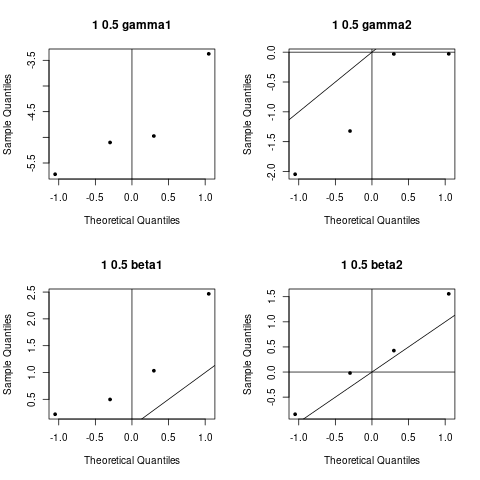 1 0.5 gamma1
Sample Quantiles
-3.5
-4.5
-5.5
-1.0 -0.5 0.0 0.5 1.0
Theoretical Quantiles
1 0.5 gamma2
Sample Quantiles
0.0
-0.5
-1.0
-1.5
-2.0
-1.0 -0.5 0.0 0.5 1.0
Theoretical Quantiles
1 0.5 beta1
Sample Quantiles
2.5
2.0
1.5
1.0
0.5
-1.0 -0.5 0.0 0.5 1.0
Theoretical Quantiles
1 0.5 beta2
Sample Quantiles
1.5
1.0
0.5
0.0
-0.5
-1.0 -0.5 0.0 0.5 1.0
Theoretical Quantiles